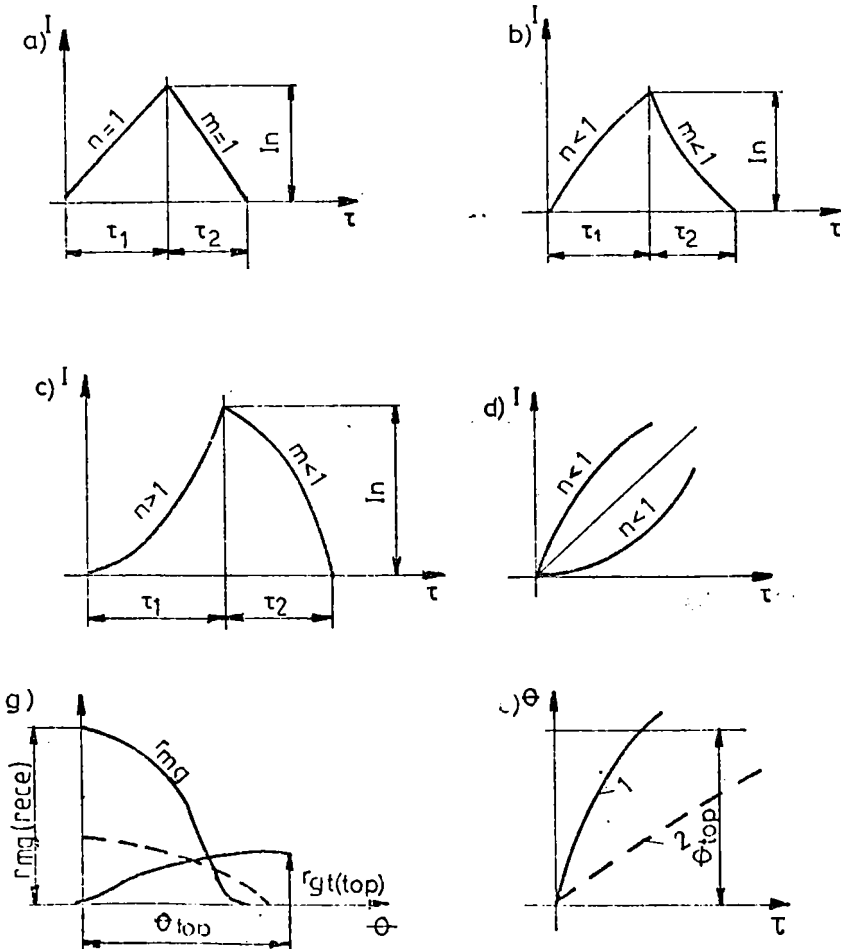 a) I
n=1
m=1
In
τ
τ1
τ2
b) I
n<1
m<1
In
τ
τ1
τ2
c) I
n>1
m<1
In
τ
τ1
τ2
d) I
n<1
n<1
τ
g)
rmg(rece)
rmg
rgt(top)
Θtop
Θ
) Θ
1
2
Θtop
τ